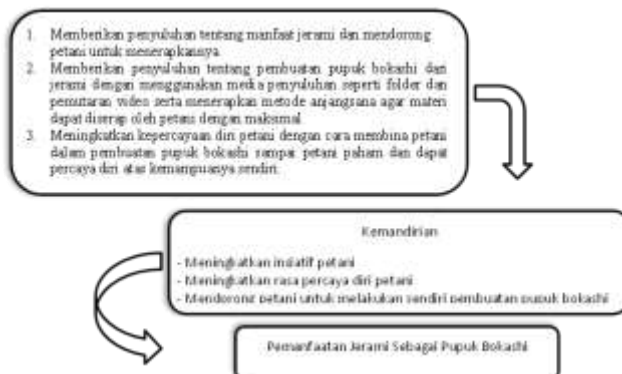 1. Memberikan penyuluhan tentang manfaat jerami dan mendorong
petani untuk menerapkannya
2. Memberikan penyuluhan tentang pembuatan pupuk bokashi dari
jerami dengan menggunakan media penyuluhan seperti folder dan
pemutaran video serta menerapkan metode anjangsana agar materi
dapat diserap oleh petani dengan maksimal
3. Meningkatkan kepercayaan diri petani dengan cara membina petani
dalam pembuatan pupuk bokashi sampai petani paham dan dapat
percaya diri atas kemampuanya sendiri.
Kemandirian
- Meningkatkan inisiatif petani
- Meningkatkan rasa percaya diri petani
- Mendorong petani untuk melakukan sendiri pembuatan pupuk bokashi
Pemanfaatan Jerami Sebagai Pupuk Bokashi